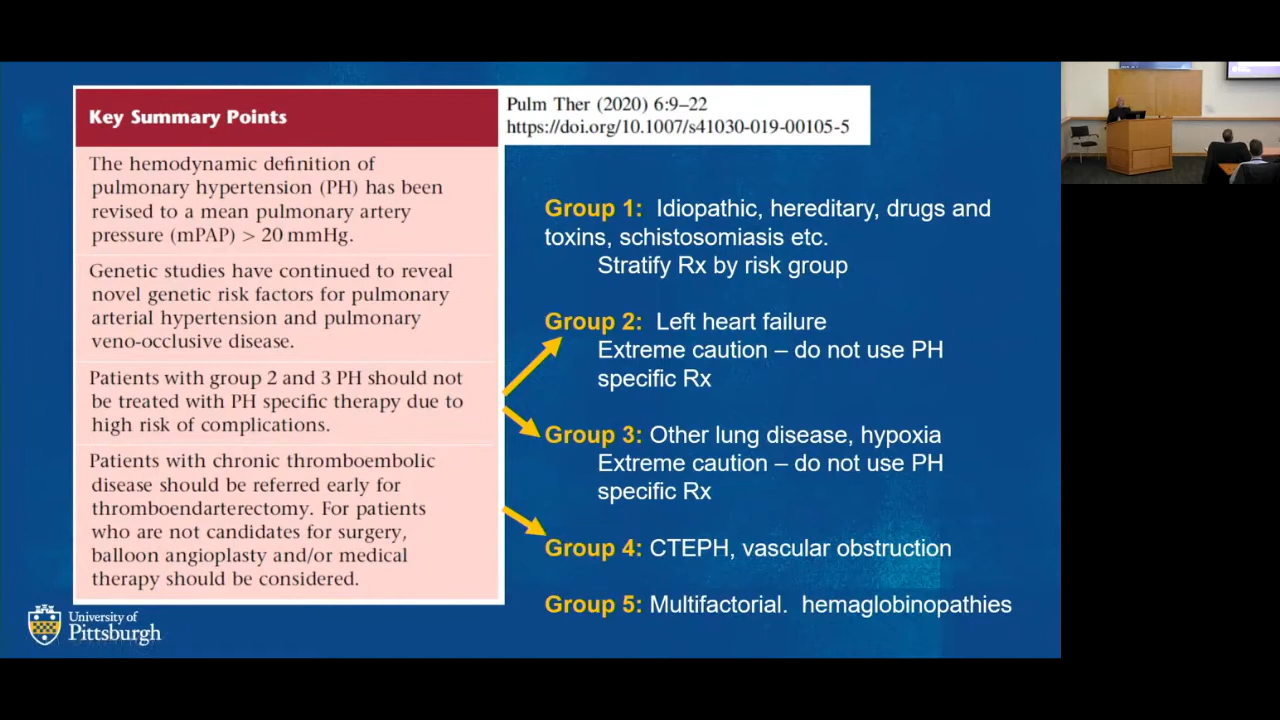 Key Summary Points
The hemodynamic definition of
pulmonary hypertension (PH) has been
revised to a mean pulmonary artery
pressure (mPAP) > 20 mmHg.
Genetic studies have continued to reveal
novel genetic risk factors for pulmonary
arterial hypertension and pulmonary
veno-occlusive disease.
Patients with group 2 and 3 PH should not
be treated with PH specific therapy due to
high risk of complications.
Patients with chronic thromboembolic
disease should be referred early for
thromboendarterectomy. For patients
who are not candidates for surgery,
balloon angioplasty and/or medical
therapy should be considered.
Pulm Ther (2020) 6:9–22
https://doi.org/10.1007/s41030-019-00105-5
Group 1: Idiopathic, hereditary, drugs and
toxins, schistosomiasis etc.
Stratify Rx by risk group
Group 2: Left heart failure
Extreme caution – do not use PH
specific Rx
Group 3: Other lung disease, hypoxia
Extreme caution – do not use PH
specific Rx
Group 4: CTEPH, vascular obstruction
Group 5: Multifactorial. hemaglobinopathies
University of
Pittsburgh